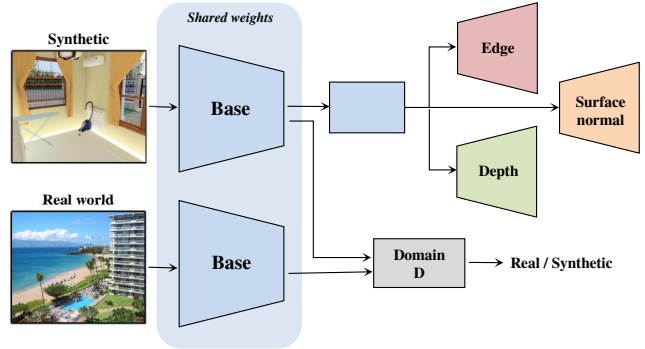 Shared weights
Synthetic
Base
Edge
Surface
normal
Depth
Real world
Base
Domain
D
Real / Synthetic